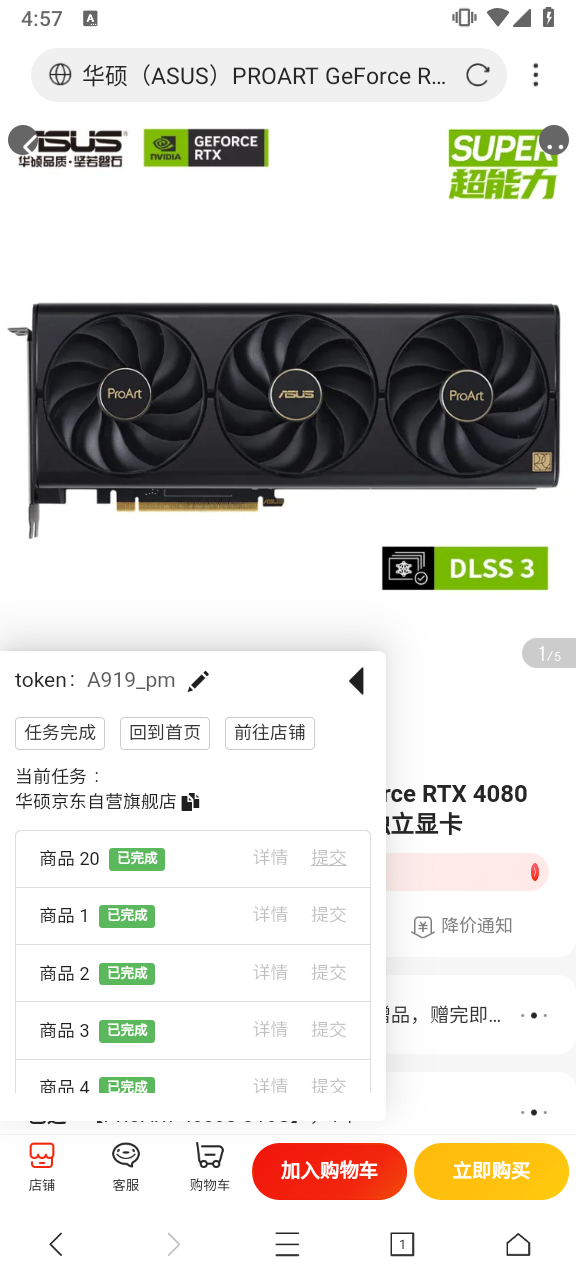 4:57
A
华硕（ASUS）PROART GeForce R...
ASUS
华硕品质·坚若磐石
NVIDIA
GEFORCE
RTX
SUPER
超能力
ProArt
ASUS
ProArt
ASUS
DLSS 3
1/5
token： A919_pm
任务完成 回到首页 前往店铺
当前任务 ：
华硕京东自营旗舰店
rce RTX 4080
独立显卡
商品 20 已完成 详情 提交
商品 1 已完成 详情 提交
降价通知
商品 2 已完成 详情 提交
商品 3 已完成 详情 提交
赠品，赠完即...
商品 4 已完成 详情 提交
店铺
客服
购物车
加入购物车
立即购买
1